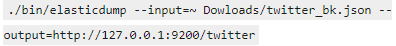 ./bin/elasticdump --input=~ Dowloads/twitter_bk.json --
output=http://127.0.0.1:9200/twitter